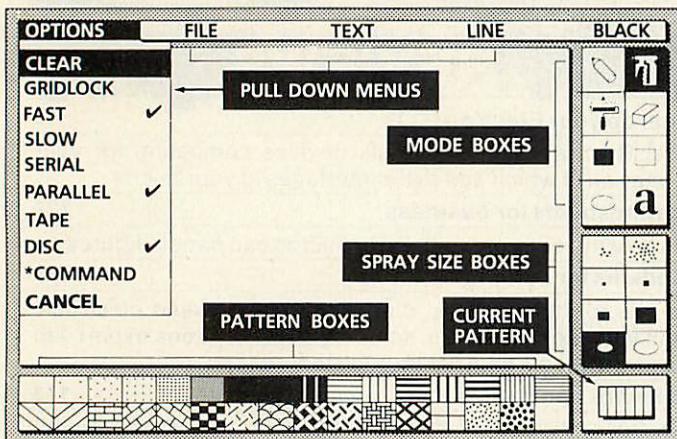 OPTIONS FILE TEXT LINE BLACK
CLEAR
GRIDLOCK
FAST ✔
SLOW
SERIAL
PARALLEL ✔
TAPE
DISC ✔
*COMMAND
CANCEL
PULL DOWN MENUS
MODE BOXES
a
SPRAY SIZE BOXES
PATTERN BOXES
CURRENT
PATTERN